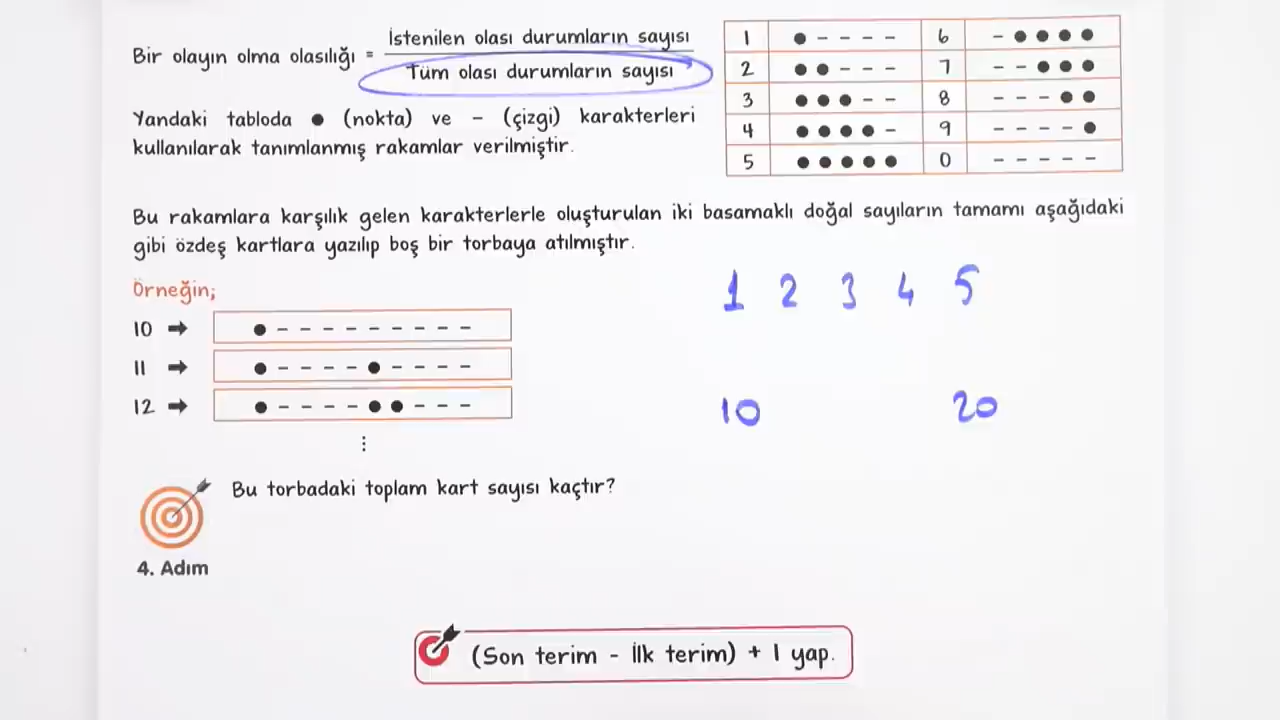 Bir olayın olma olasılığı = İstenilen olası durumların sayısı
Tüm olası durumların sayısı
Yandaki tabloda ● (nokta) ve - (çizgi) karakterleri
kullanılarak tanımlanmış rakamlar verilmiştir.
1 ● - - - - 6 - ● ● ● ●
2 ● ● - - - 7 - - ● ● ●
3 ● ● ● - - 8 - - - ● ●
4 ● ● ● ● - 9 - - - - ●
5 ● ● ● ● ● 0 - - - - -
Bu rakamlara karşılık gelen karakterlerle oluşturulan iki basamaklı doğal sayıların tamamı aşağıdaki
gibi özdeş kartlara yazılıp boş bir torbaya atılmıştır.
Örneğin;
10 ➡ ● - - - - - - - - -
11 ➡ ● - - - - ● - - - -
12 ➡ ● - - - - ● ● - - -
⋮
1 2 3 4 5
10 20
Bu torbadaki toplam kart sayısı kaçtır?
4. Adım
(Son terim - İlk terim) + 1 yap.